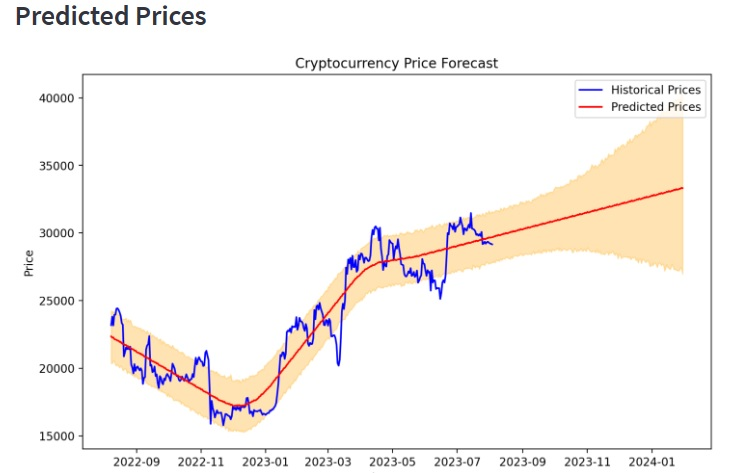 Predicted Prices
Cryptocurrency Price Forecast
Historical Prices
Predicted Prices
40000
35000
30000
25000
20000
15000
Price
2022-09 2022-11 2023-01 2023-03 2023-05 2023-07 2023-09 2023-11 2024-01